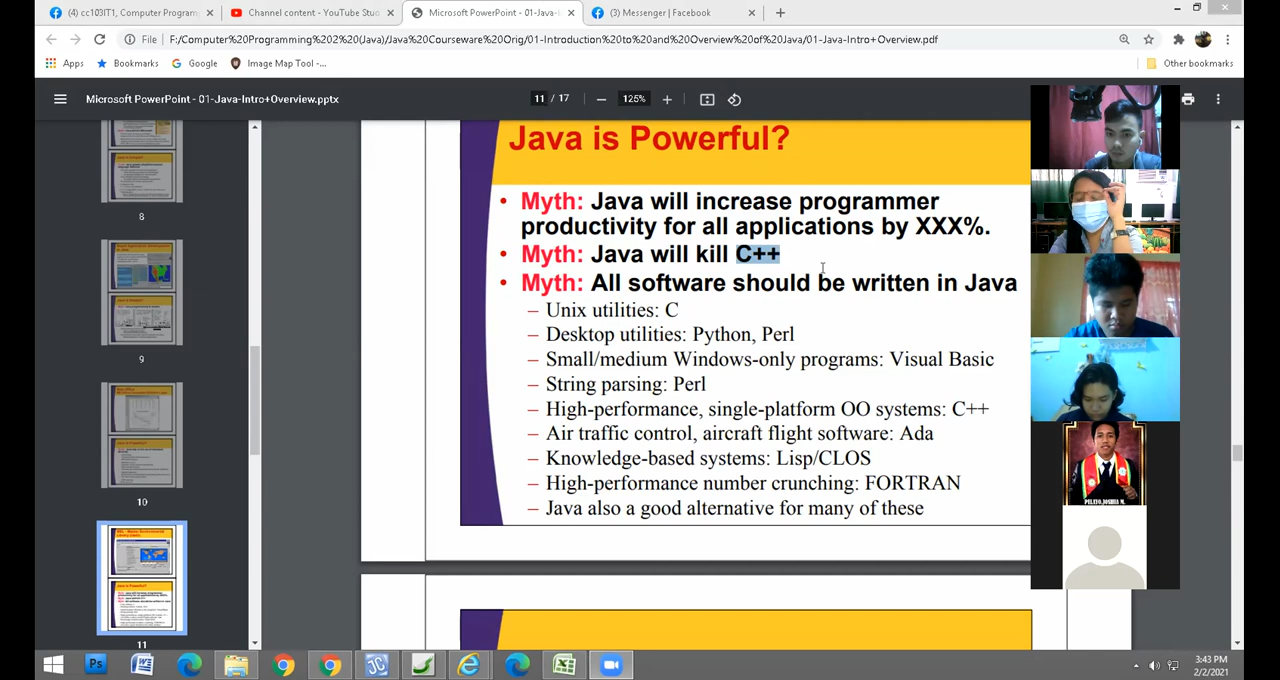 (4) cc103IT1, Computer Program
Channel content - YouTube Stu
Microsoft PowerPoint - 01-Java-I
(3) Messenger | Facebook
File
F:/Computer%20Programming%202%20(Java)/Java%20Courseware%20Orig/01-Introduction%20to%20and%20Overview%20of%20Java/01-Java-Intro+Overview.pdf
Apps
Bookmarks
Google
Image Map Tool -...
Other bookmarks
Microsoft PowerPoint - 01-Java-Intro+Overview.pptx
11 / 17
125%
8
9
10
11
Java is Powerful?
• Myth: Java will increase programmer
productivity for all applications by XXX%.
• Myth: Java will kill C++
• Myth: All software should be written in Java
– Unix utilities: C
– Desktop utilities: Python, Perl
– Small/medium Windows-only programs: Visual Basic
– String parsing: Perl
– High-performance, single-platform OO systems: C++
– Air traffic control, aircraft flight software: Ada
– Knowledge-based systems: Lisp/CLOS
– High-performance number crunching: FORTRAN
– Java also a good alternative for many of these
PELAYO, JOSHUA M.
Ps
3:43 PM
2/2/2021